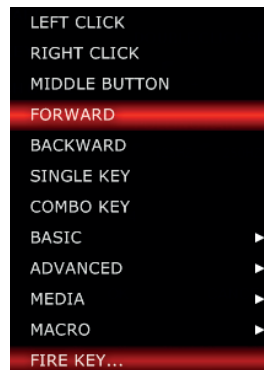 LEFT CLICK
RIGHT CLICK
MIDDLE BUTTON
FORWARD
BACKWARD
SINGLE KEY
COMBO KEY
BASIC
ADVANCED
MEDIA
MACRO
FIRE KEY...